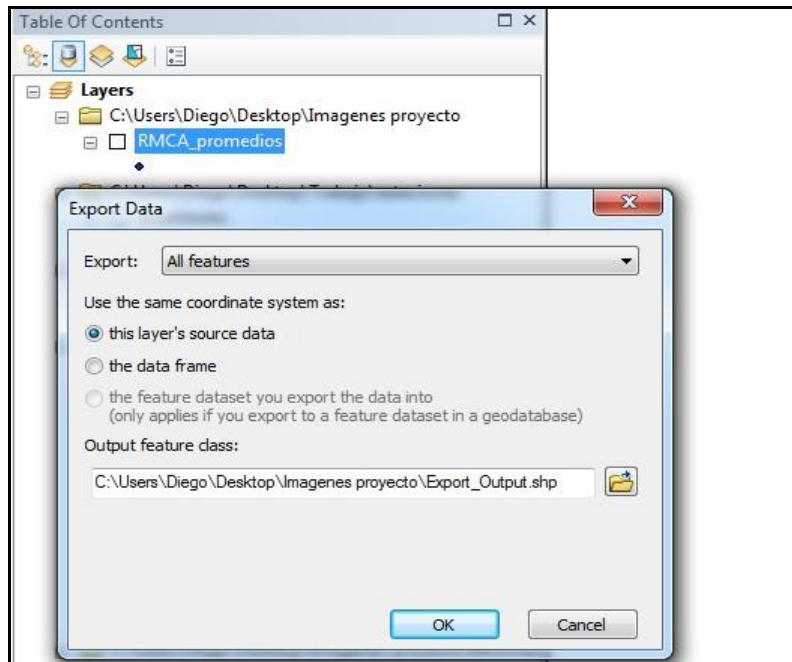 Table Of Contents
Layers
C:\Users\Diego\Desktop\Imagenes proyecto
RMCA_promedios
Export Data
Export:
All features
Use the same coordinate system as:
this layer's source data
the data frame
the feature dataset you export the data into
(only applies if you export to a feature dataset in a geodatabase)
Output feature class:
C:\Users\Diego\Desktop\Imagenes proyecto\Export_Output.shp
OK
Cancel